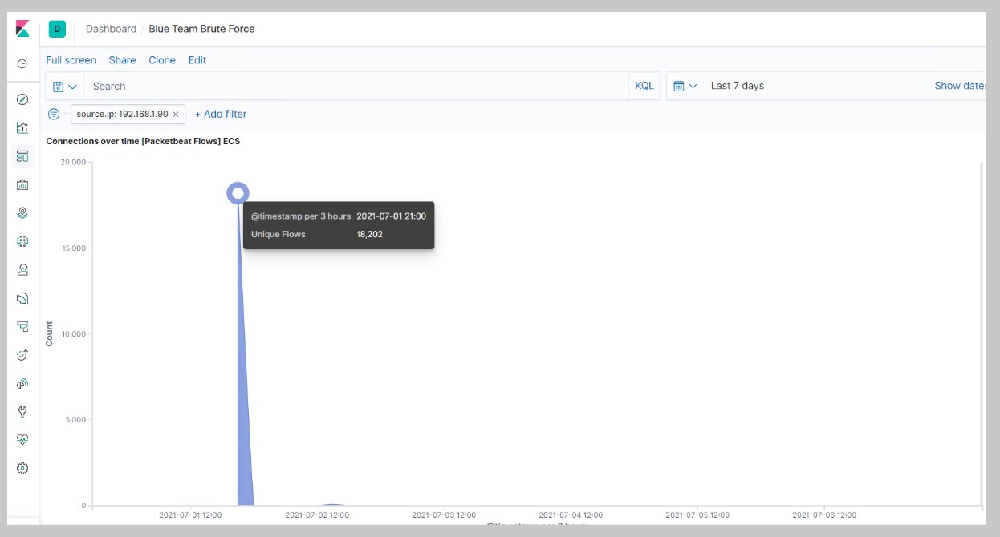 D Dashboard / Blue Team Brute Force
Full screen Share Clone Edit
Search KQL Last 7 days Show dates
source.ip: 192.168.1.90 × + Add filter
Connections over time [Packetbeat Flows] ECS
20,000
@timestamp per 3 hours 2021-07-01 21:00
Unique Flows 18,202
15,000
10,000
Count
5,000
0
2021-07-01 12:00 2021-07-02 12:00 2021-07-03 12:00 2021-07-04 12:00 2021-07-05 12:00 2021-07-06 12:00
@timestamp per 3 hours